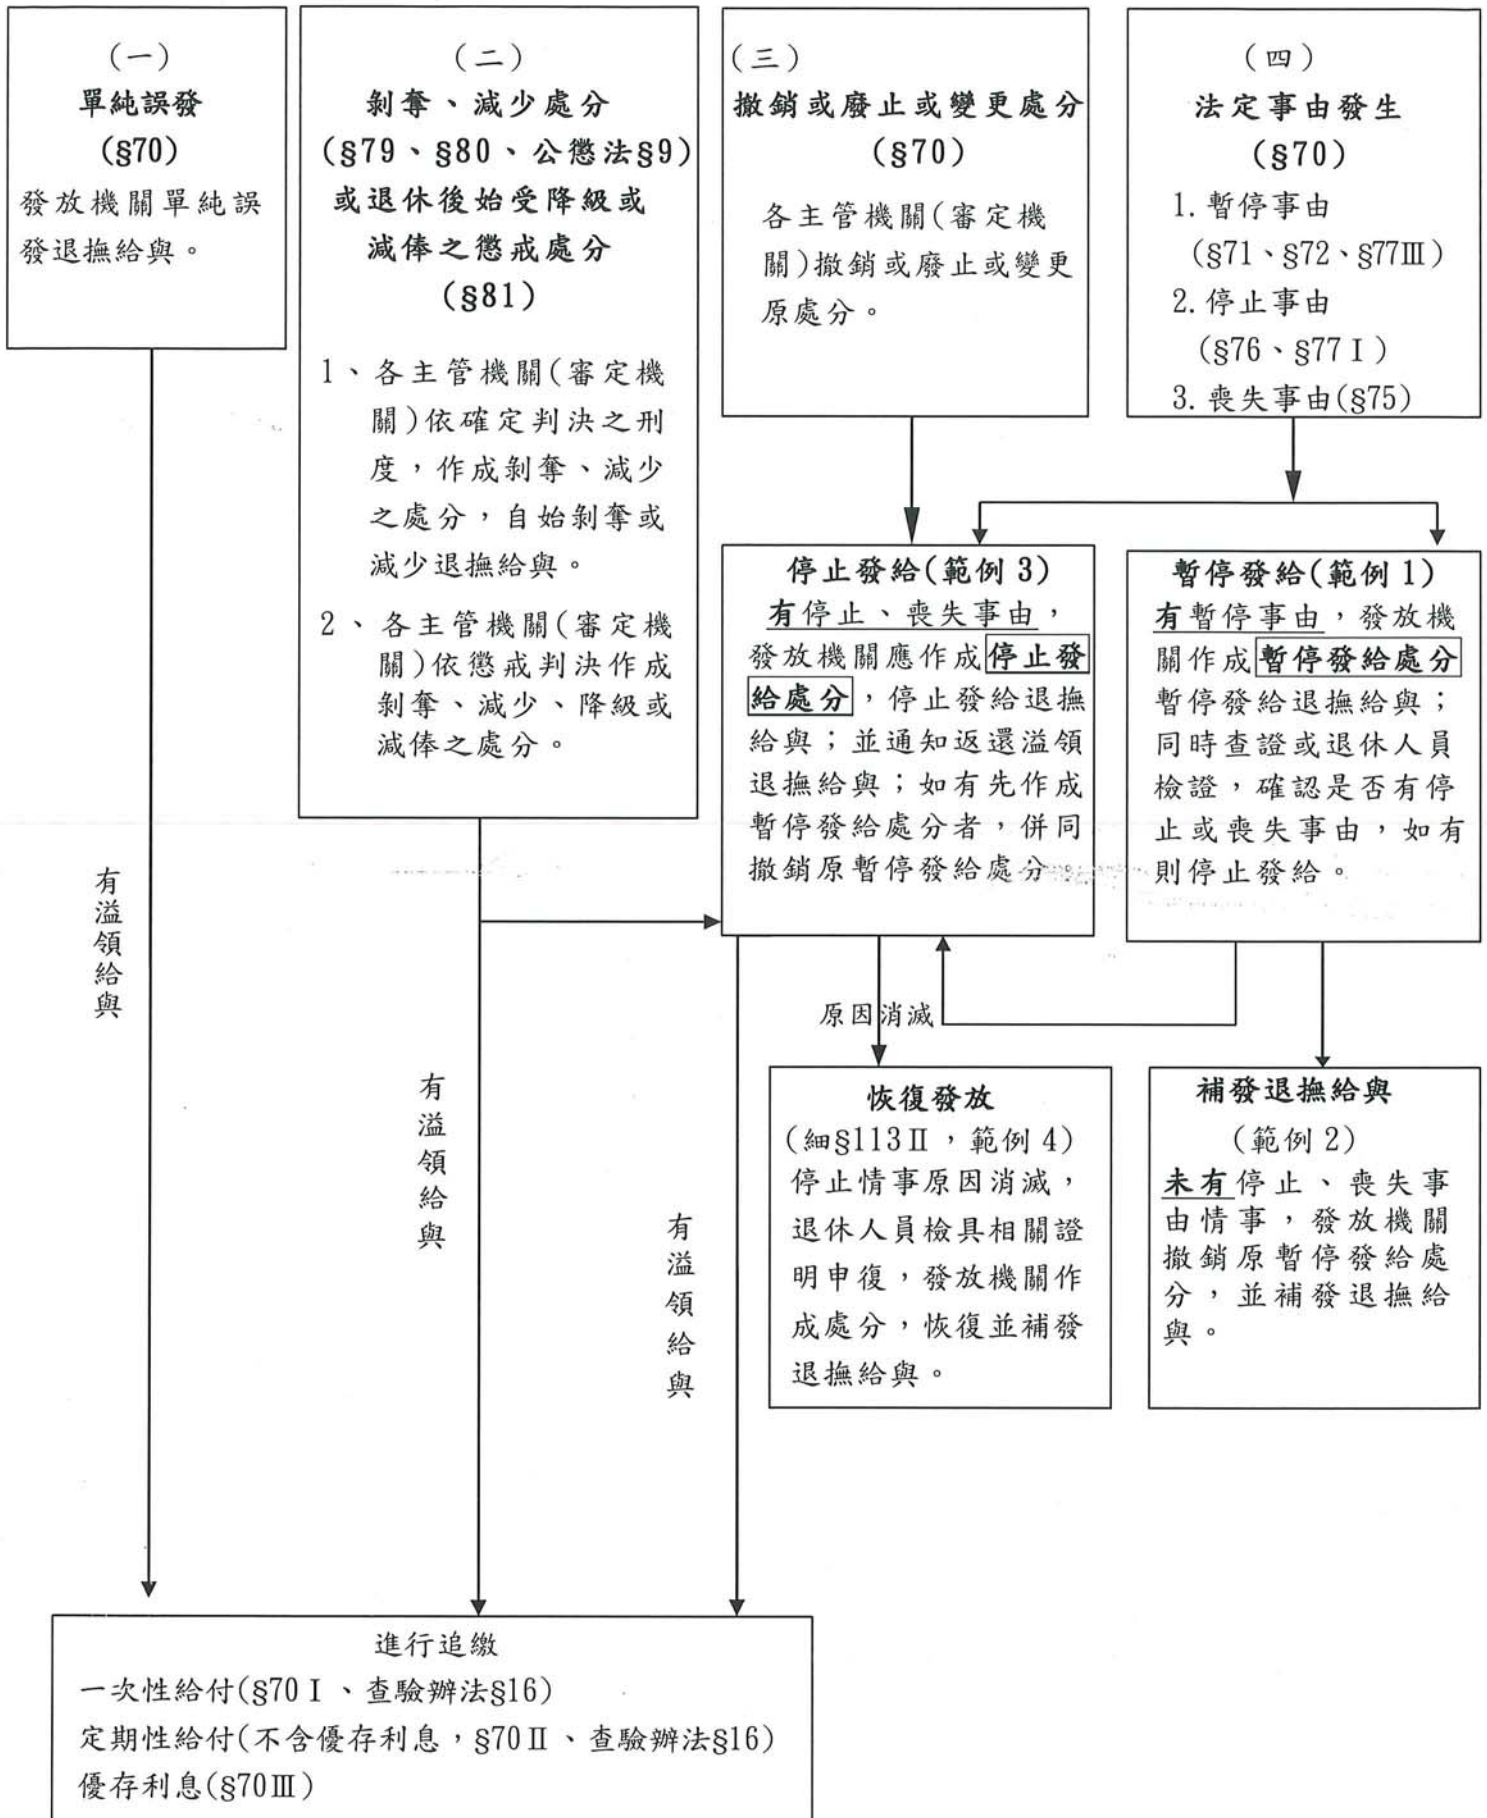 (一)
單純誤發
(§70)
發放機關單純誤
發退撫給與。
(二)
剝奪、減少處分
(§79、§80、公懲法§9)
或退休後始受降級或
減俸之懲戒處分
(§81)
1、各主管機關(審定機
關)依確定判決之刑
度,作成剝奪、減少
之處分,自始剝奪或
減少退撫給與。
2、各主管機關(審定機
關)依懲戒判決作成
剝奪、減少、降級或
減俸之處分。
(三)
撤銷或廢止或變更處分
(§70)
各主管機關(審定機
關)撤銷或廢止或變更
原處分。
(四)
法定事由發生
(§70)
1.暫停事由
(§71、§72、§77Ⅲ)
2.停止事由
(§76、§77Ⅰ)
3.喪失事由(§75)
停止發給(範例3)
有停止、喪失事由,
發放機關應作成停止發
給處分,停止發給退撫
給與;並通知返還溢領
退撫給與;如有先作成
暫停發給處分者,併同
撤銷原暫停發給處分。
暫停發給(範例1)
有暫停事由,發放機
關作成暫停發給處分
暫停發給退撫給與;
同時查證或退休人員
檢證,確認是否有停
止或喪失事由,如有
則停止發給。
有溢領給與
有溢領給與
有溢領給與
原因消滅
恢復發放
(細§113Ⅱ,範例4)
停止情事原因消滅,
退休人員檢具相關證
明申復,發放機關作
成處分,恢復並補發
退撫給與。
補發退撫給與
(範例2)
未有停止、喪失事
由情事,發放機關
撤銷原暫停發給處
分,並補發退撫給
與。
進行追繳
一次性給付(§70Ⅰ、查驗辦法§16)
定期性給付(不含優存利息,§70Ⅱ、查驗辦法§16)
優存利息(§70Ⅲ)